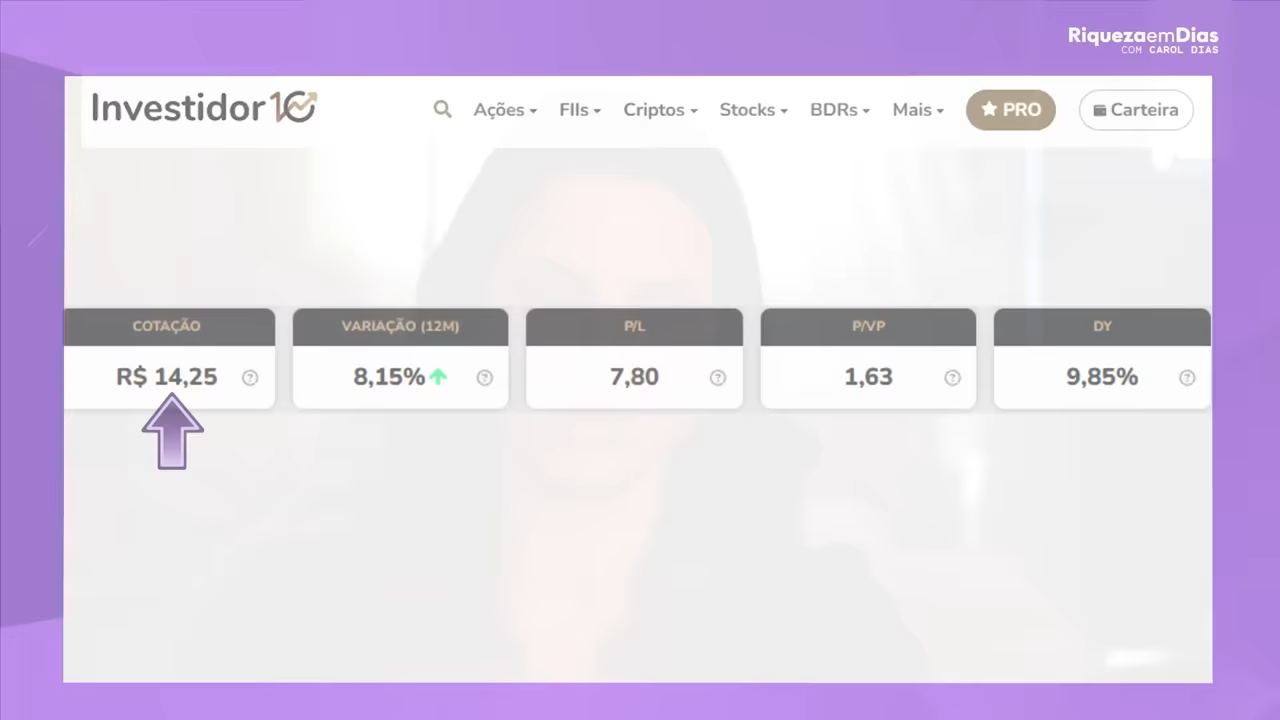 RiquezaemDias
COM CAROL DIAS
Investidor10
Ações FIIs Criptos Stocks BDRs Mais PRO Carteira
COTAÇÃO VARIAÇÃO (12M) P/L P/VP DY
R$ 14,25 ? 8,15% ? 7,80 ? 1,63 ? 9,85% ?